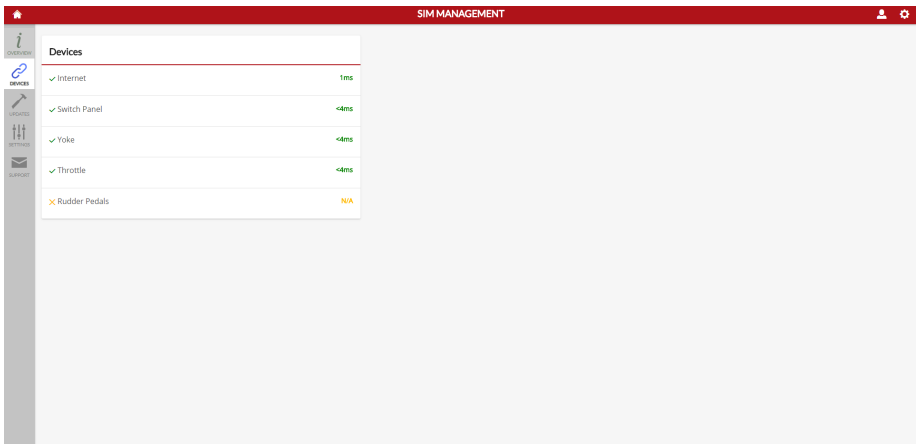 SIM MANAGEMENT
OVERVIEW
DEVICES
UPDATES
SETTINGS
SUPPORT
Devices
Internet 1ms
Switch Panel <4ms
Yoke <4ms
Throttle <4ms
Rudder Pedals N/A